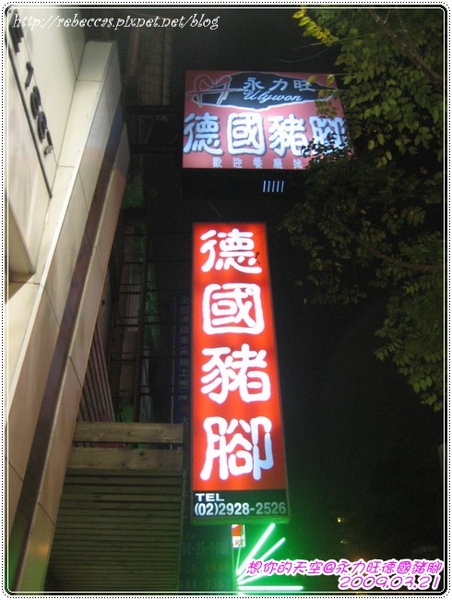 http://rebeccas.pixnet.net/blog
永力旺
Ulywon
德國豬腳
德國豬腳
TEL
(02)2928-2526
想你的天空@永力旺德國豬腳
2009.09.21